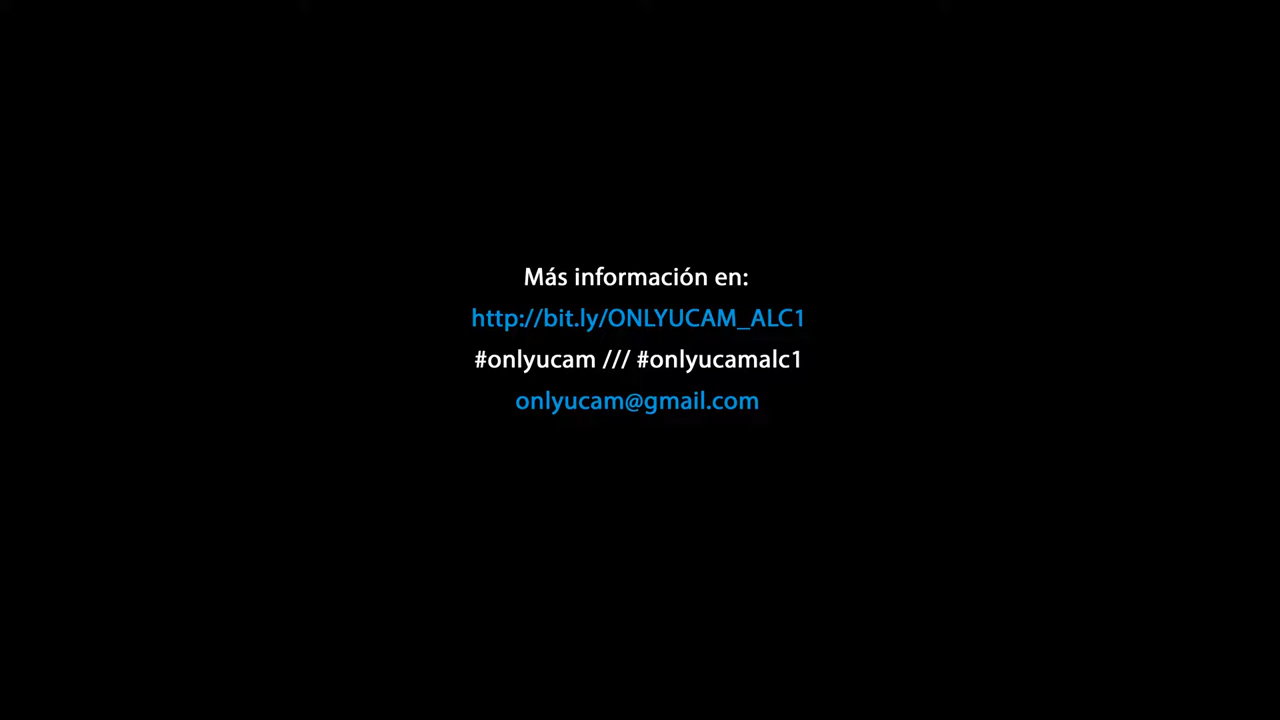 Más información en:
http://bit.ly/ONLYUCAM_ALC1
#onlyucam /// #onlyucamalc1
onlyucam@gmail.com